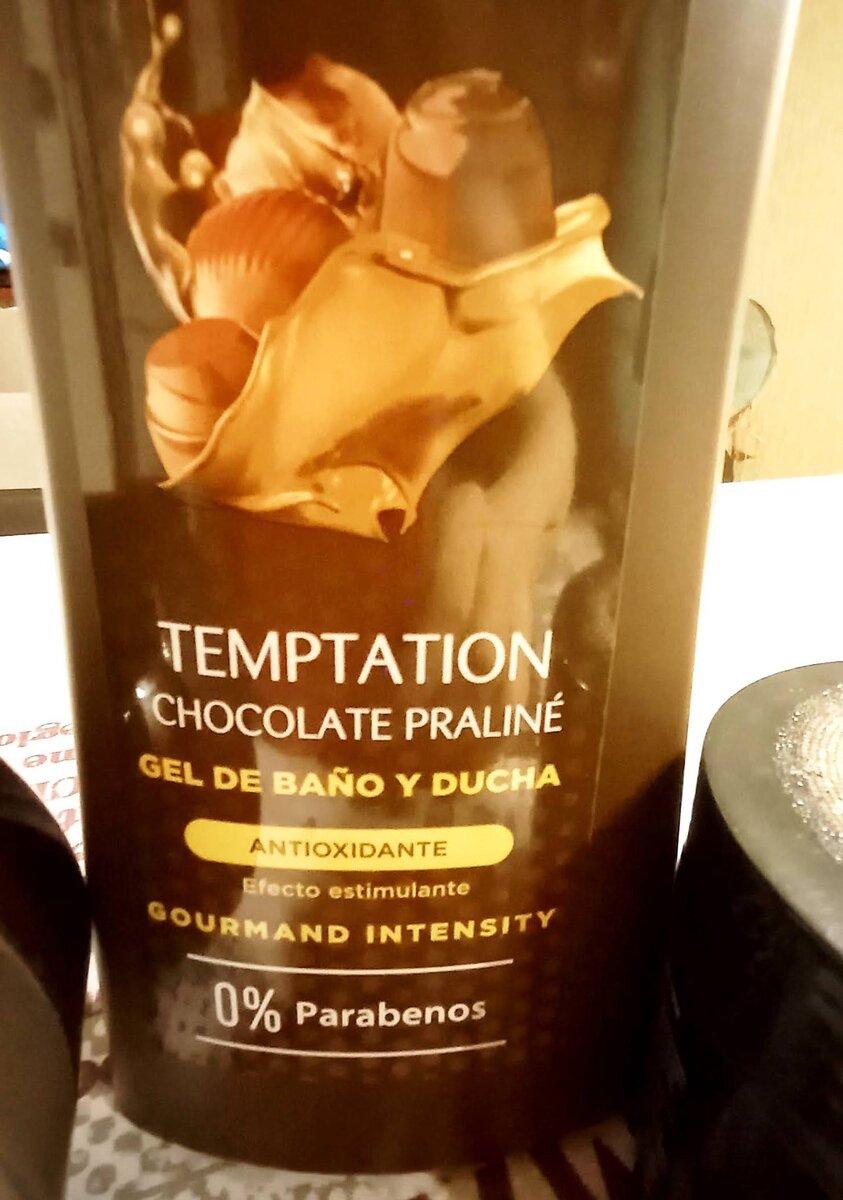 TEMPTATION
CHOCOLATE PRALINÉ
GEL DE BAÑO Y DUCHA
ANTIOXIDANTE
Efecto estimulante
GOURMAND INTENSITY
0% Parabenos